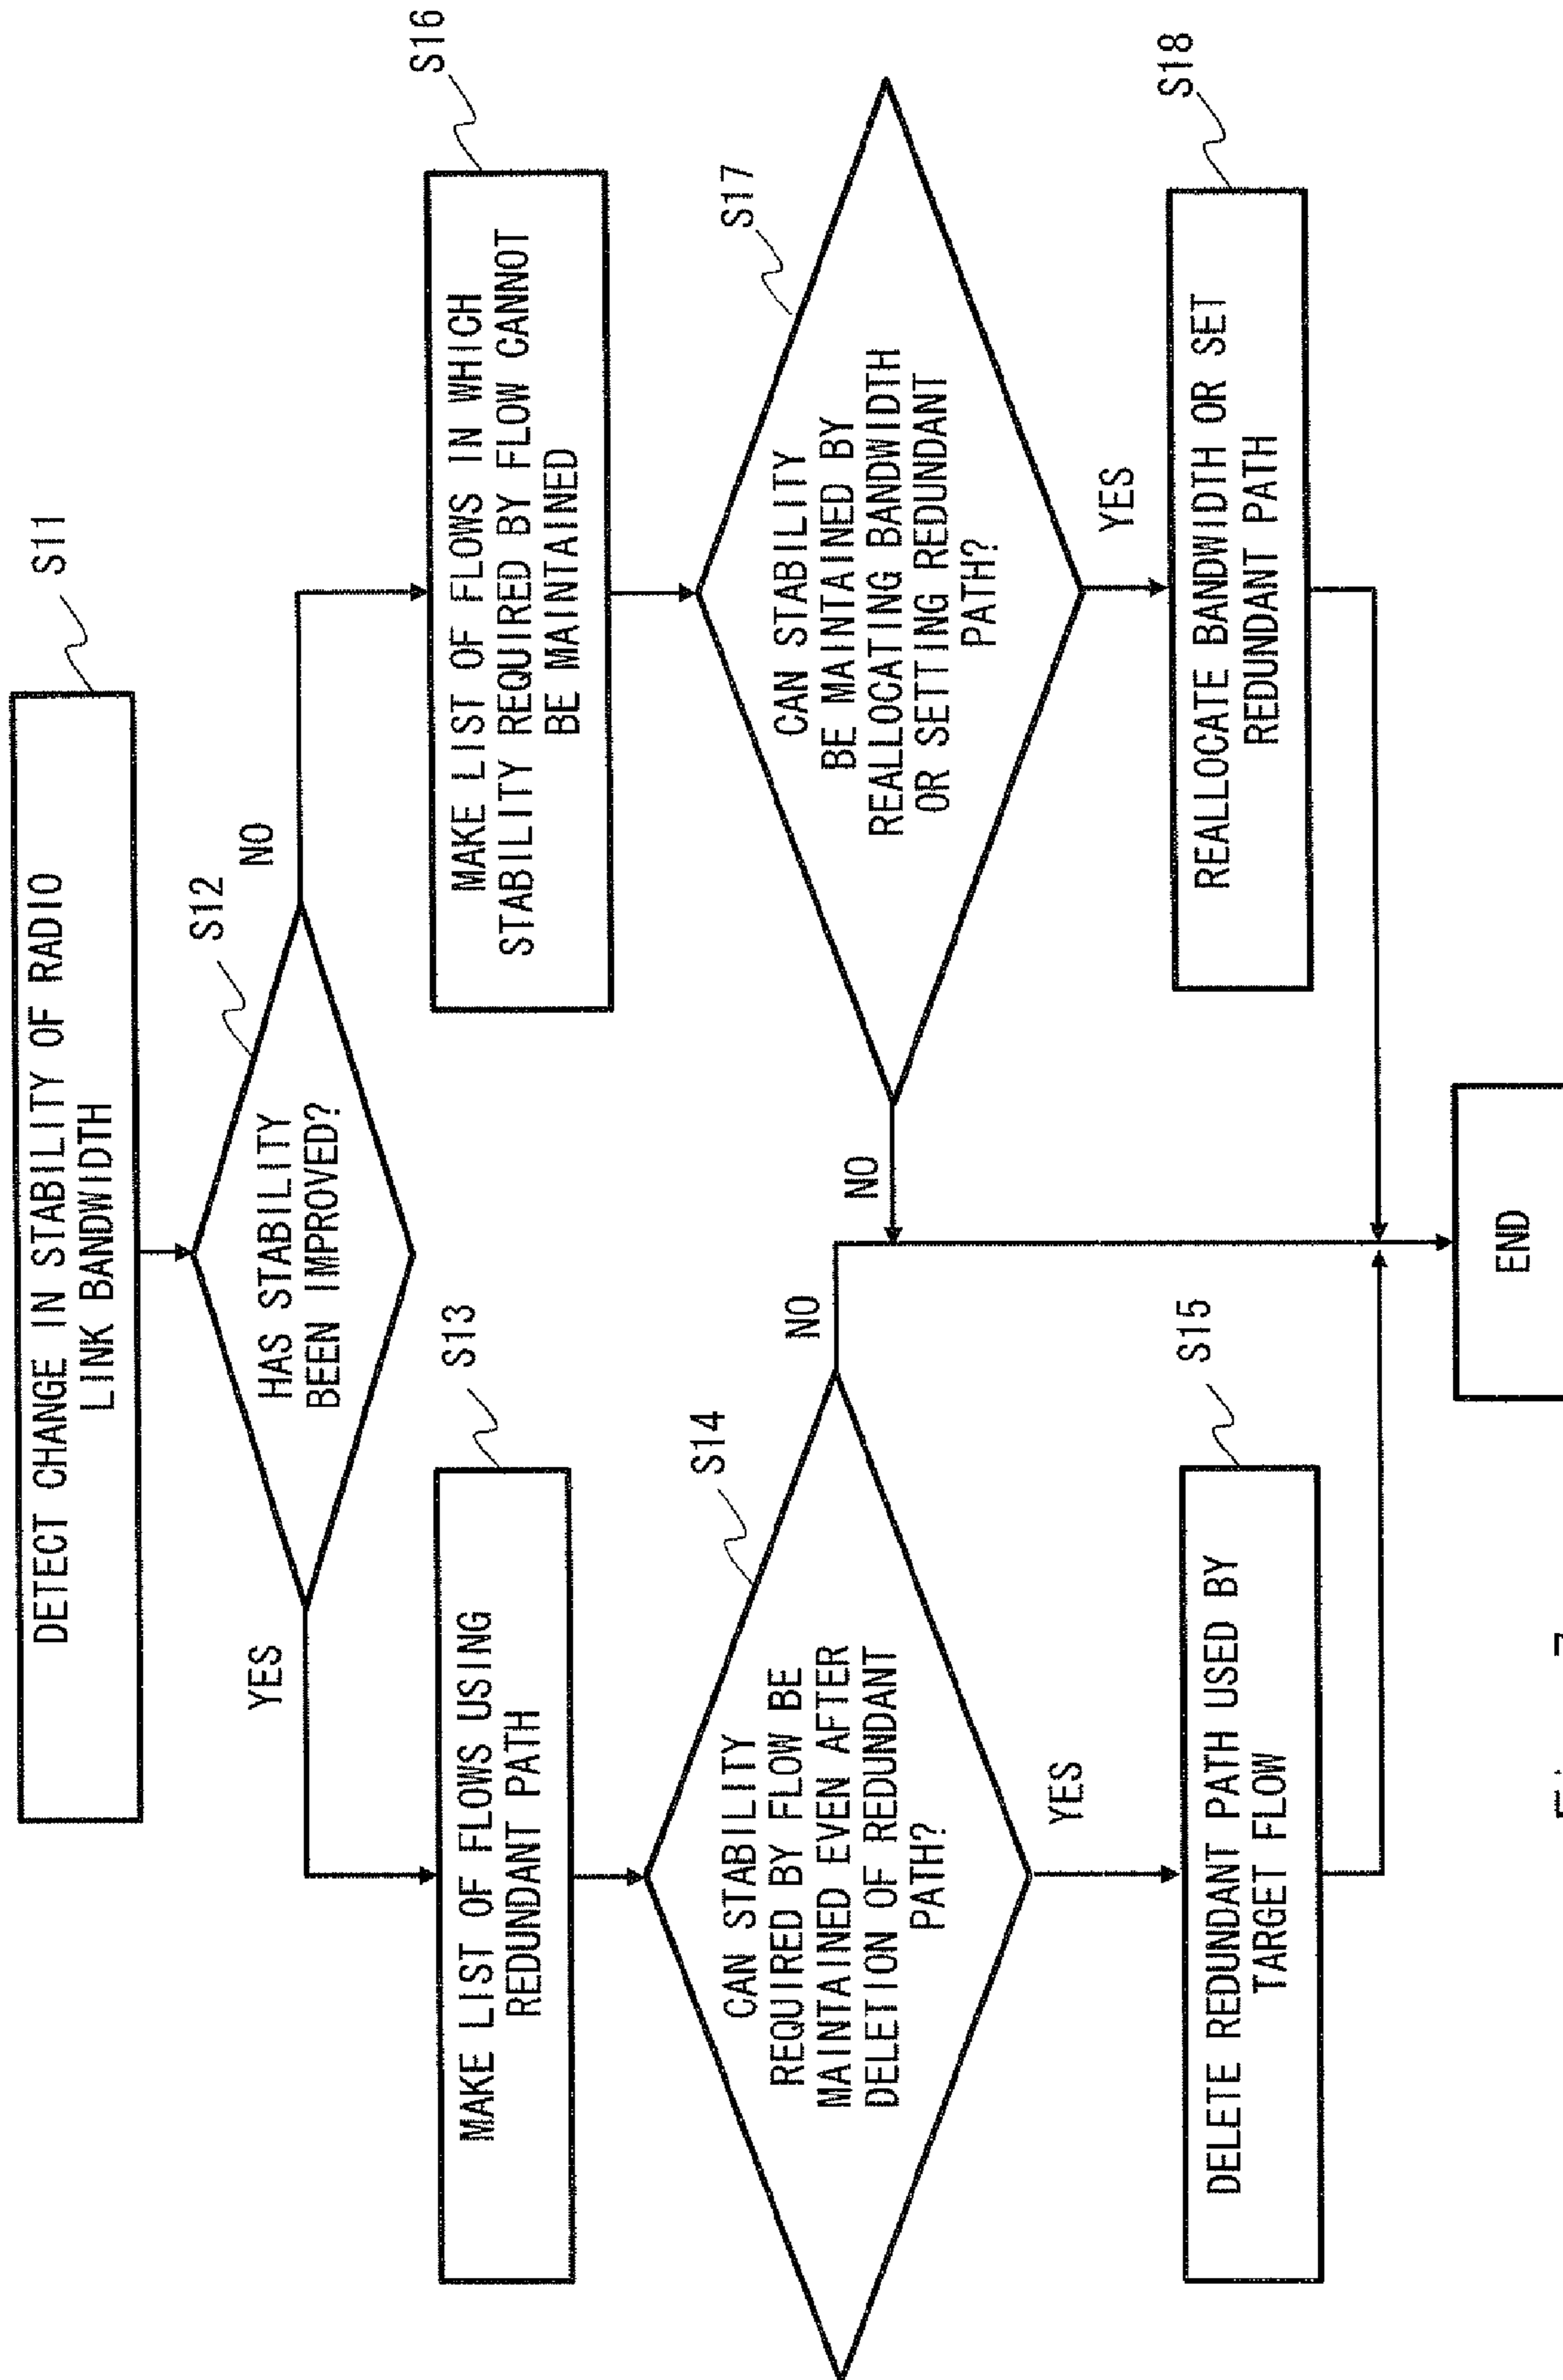 DETECT CHANGE IN STABILITY OF RADIO
LINK BANDWIDTH
S11
HAS STABILITY
BEEN IMPROVED?
S12
YES
NO
MAKE LIST OF FLOWS USING
REDUNDANT PATH
S13
CAN STABILITY
REQUIRED BY FLOW BE
MAINTAINED EVEN AFTER
DELETION OF REDUNDANT
PATH?
S14
NO
YES
DELETE REDUNDANT PATH USED BY
TARGET FLOW
S15
MAKE LIST OF FLOWS IN WHICH
STABILITY REQUIRED BY FLOW CANNOT
BE MAINTAINED
S16
CAN STABILITY
BE MAINTAINED BY
REALLOCATING BANDWIDTH
OR SETTING REDUNDANT
PATH?
S17
NO
YES
REALLOCATE BANDWIDTH OR SET
REDUNDANT PATH
S18
END